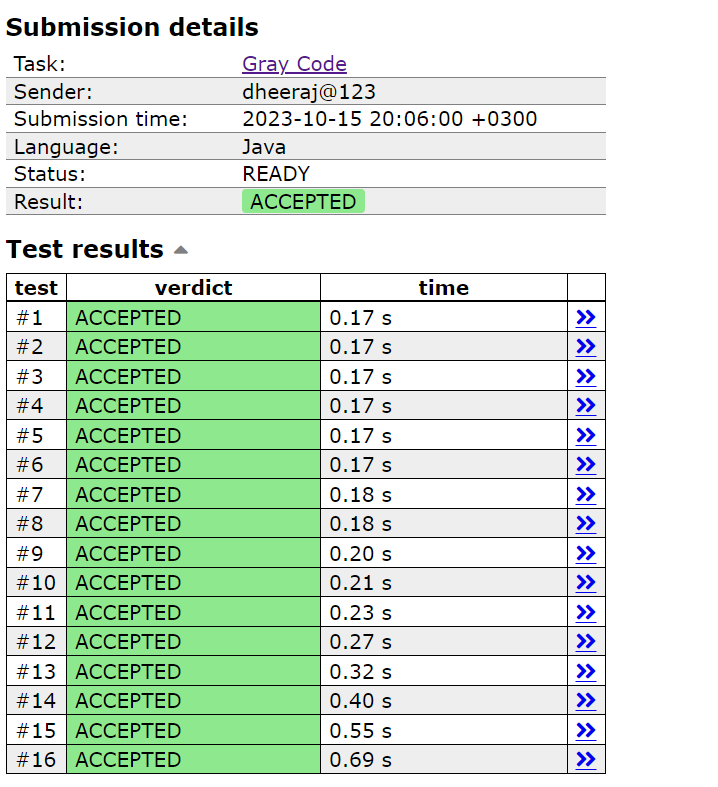 Submission details
Task: Gray Code
Sender: dheeraj@123
Submission time: 2023-10-15 20:06:00 +0300
Language: Java
Status: READY
Result: ACCEPTED
Test results
test verdict time
#1 ACCEPTED 0.17 s
#2 ACCEPTED 0.17 s
#3 ACCEPTED 0.17 s
#4 ACCEPTED 0.17 s
#5 ACCEPTED 0.17 s
#6 ACCEPTED 0.17 s
#7 ACCEPTED 0.18 s
#8 ACCEPTED 0.18 s
#9 ACCEPTED 0.20 s
#10 ACCEPTED 0.21 s
#11 ACCEPTED 0.23 s
#12 ACCEPTED 0.27 s
#13 ACCEPTED 0.32 s
#14 ACCEPTED 0.40 s
#15 ACCEPTED 0.55 s
#16 ACCEPTED 0.69 s